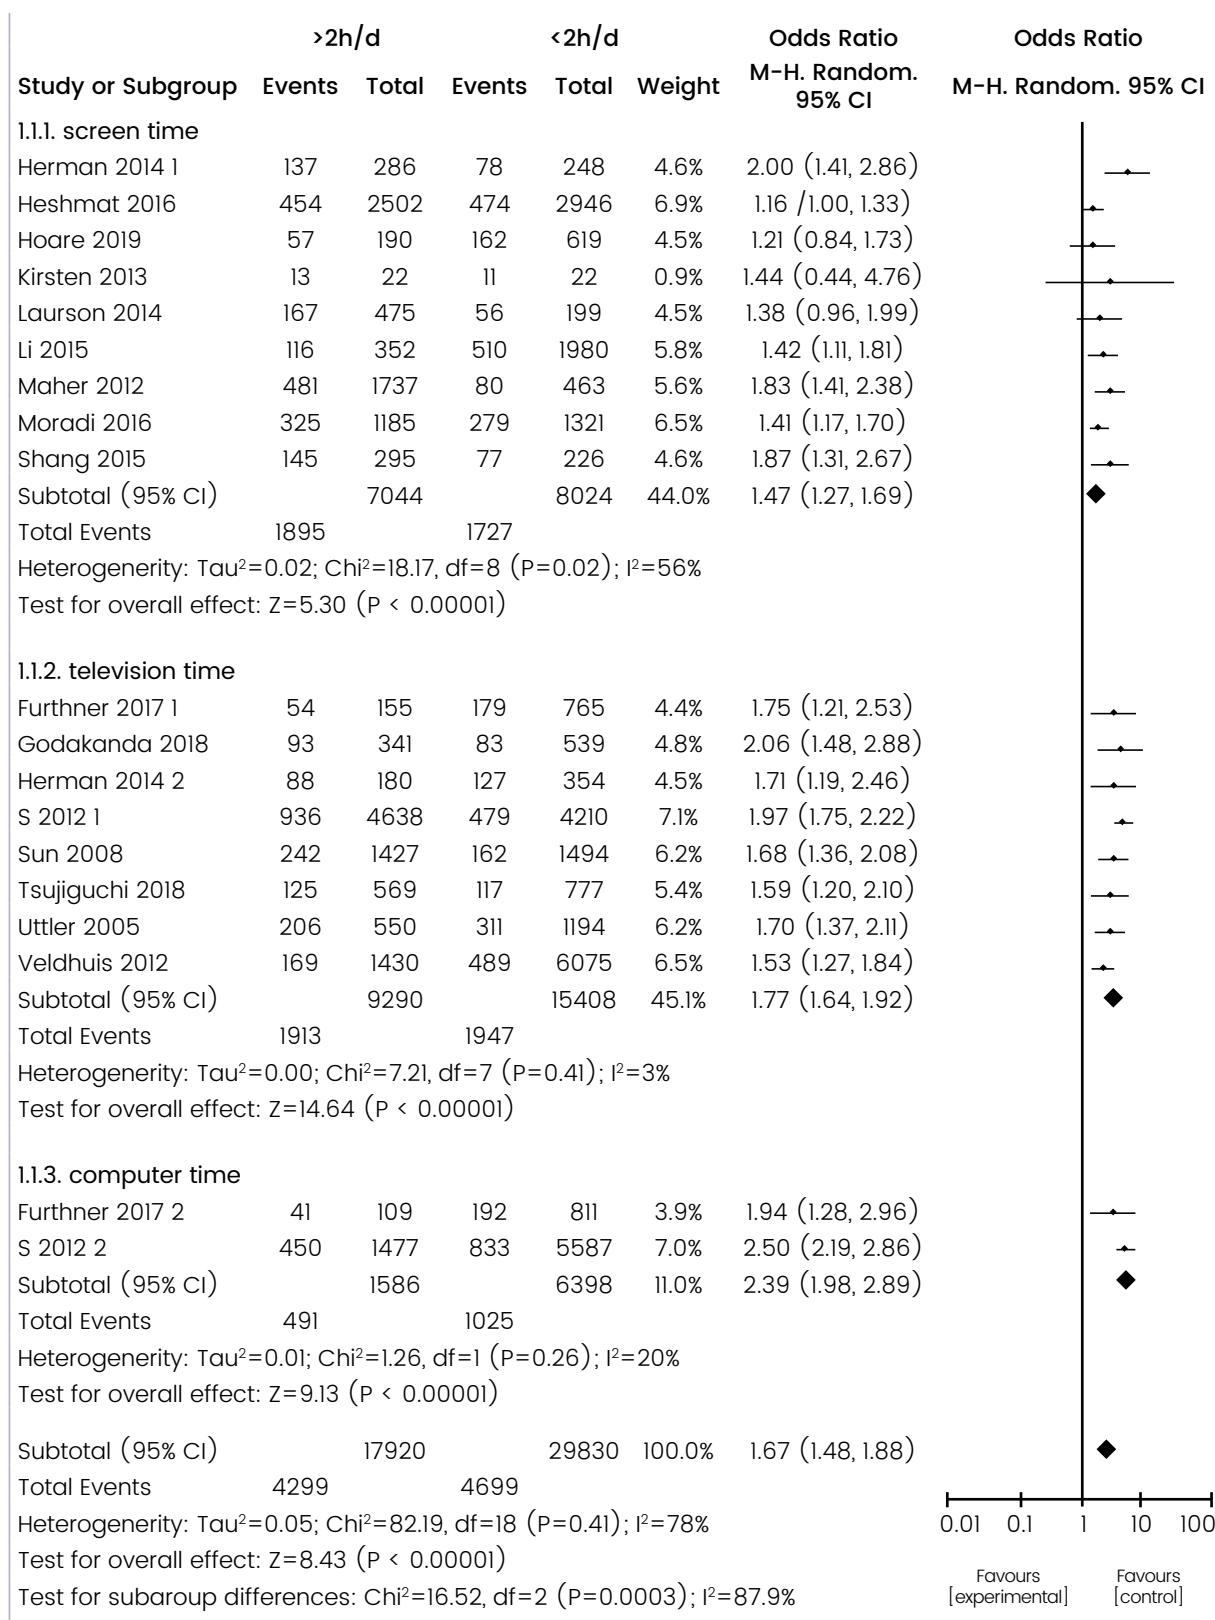 >2h/d <2h/d Odds Ratio Odds Ratio
Study or Subgroup Events Total Events Total Weight M-H. Random. 95% CI M-H. Random. 95% CI
1.1.1. screen time
Herman 2014 1 137 286 78 248 4.6% 2.00 (1.41, 2.86)
Heshmat 2016 454 2502 474 2946 6.9% 1.16 /1.00, 1.33)
Hoare 2019 57 190 162 619 4.5% 1.21 (0.84, 1.73)
Kirsten 2013 13 22 11 22 0.9% 1.44 (0.44, 4.76)
Laurson 2014 167 475 56 199 4.5% 1.38 (0.96, 1.99)
Li 2015 116 352 510 1980 5.8% 1.42 (1.11, 1.81)
Maher 2012 481 1737 80 463 5.6% 1.83 (1.41, 2.38)
Moradi 2016 325 1185 279 1321 6.5% 1.41 (1.17, 1.70)
Shang 2015 145 295 77 226 4.6% 1.87 (1.31, 2.67)
Subtotal (95% CI) 7044 8024 44.0% 1.47 (1.27, 1.69)
Total Events 1895 1727
Heterogenerity: Tau²=0.02; Chi²=18.17, df=8 (P=0.02); I²=56%
Test for overall effect: Z=5.30 (P < 0.00001)
1.1.2. television time
Furthner 2017 1 54 155 179 765 4.4% 1.75 (1.21, 2.53)
Godakanda 2018 93 341 83 539 4.8% 2.06 (1.48, 2.88)
Herman 2014 2 88 180 127 354 4.5% 1.71 (1.19, 2.46)
S 2012 1 936 4638 479 4210 7.1% 1.97 (1.75, 2.22)
Sun 2008 242 1427 162 1494 6.2% 1.68 (1.36, 2.08)
Tsujiguchi 2018 125 569 117 777 5.4% 1.59 (1.20, 2.10)
Uttler 2005 206 550 311 1194 6.2% 1.70 (1.37, 2.11)
Veldhuis 2012 169 1430 489 6075 6.5% 1.53 (1.27, 1.84)
Subtotal (95% CI) 9290 15408 45.1% 1.77 (1.64, 1.92)
Total Events 1913 1947
Heterogenerity: Tau²=0.00; Chi²=7.21, df=7 (P=0.41); I²=3%
Test for overall effect: Z=14.64 (P < 0.00001)
1.1.3. computer time
Furthner 2017 2 41 109 192 811 3.9% 1.94 (1.28, 2.96)
S 2012 2 450 1477 833 5587 7.0% 2.50 (2.19, 2.86)
Subtotal (95% CI) 1586 6398 11.0% 2.39 (1.98, 2.89)
Total Events 491 1025
Heterogenerity: Tau²=0.01; Chi²=1.26, df=1 (P=0.26); I²=20%
Test for overall effect: Z=9.13 (P < 0.00001)
Subtotal (95% CI) 17920 29830 100.0% 1.67 (1.48, 1.88)
Total Events 4299 4699
Heterogenerity: Tau²=0.05; Chi²=82.19, df=18 (P=0.41); I²=78%
0.01 0.1 1 10 100
Test for overall effect: Z=8.43 (P < 0.00001)
Test for subaroup differences: Chi²=16.52, df=2 (P=0.0003); I²=87.9%
Favours [experimental] Favours [control]